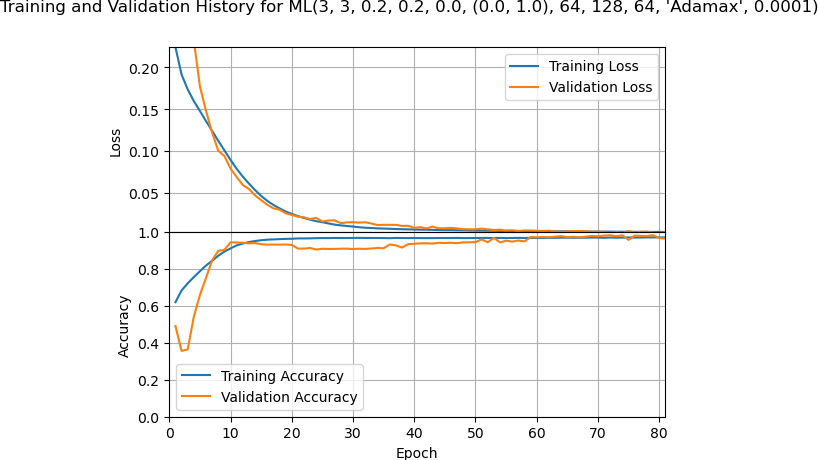 Training and Validation History for ML(3, 3, 0.2, 0.2, 0.0, (0.0, 1.0), 64, 128, 64, 'Adamax', 0.0001)
0.20
0.15
0.10
0.05
Loss
Training Loss
Validation Loss
1.0
0.8
0.6
0.4
0.2
0.0
Accuracy
Training Accuracy
Validation Accuracy
0 10 20 30 40 50 60 70 80
Epoch